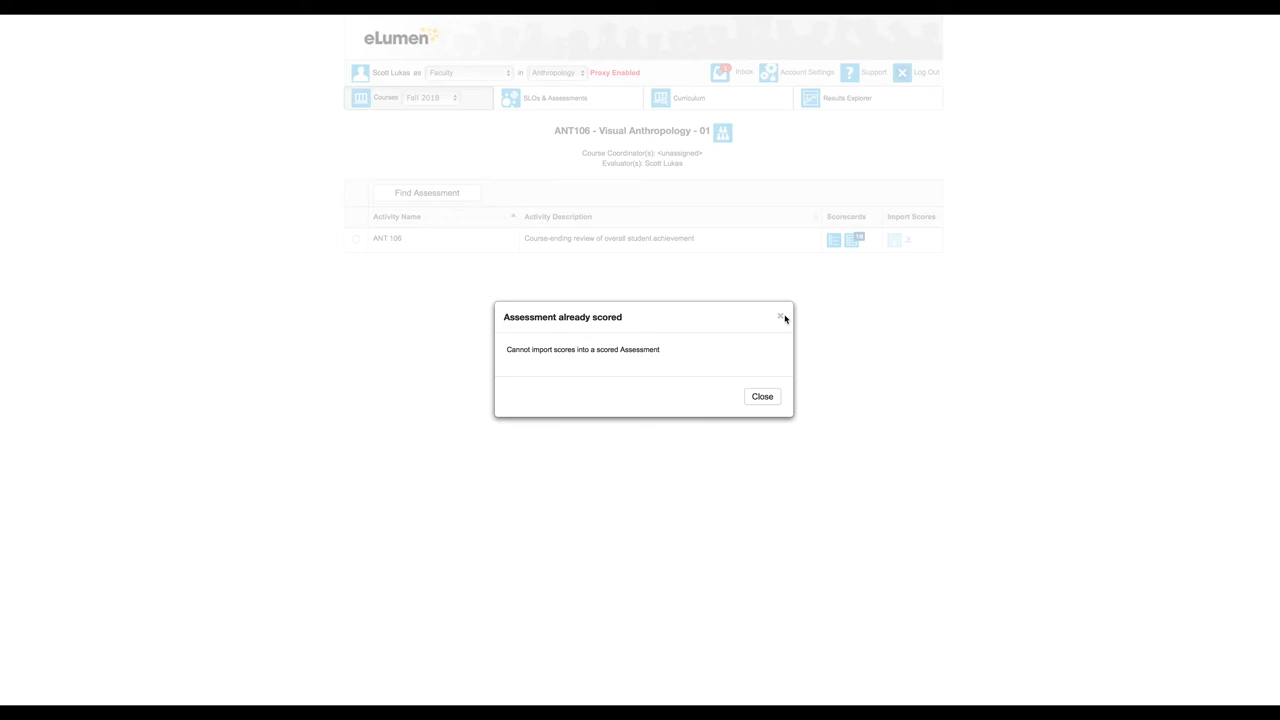 eLumen
Scott Lukas as Faculty in Anthropology Proxy Enabled Inbox Account Settings Support Log Out
Courses Fall 2018 SLOs & Assessments Curriculum Results Explorer
ANT106 - Visual Anthropology - 01
Course Coordinator(s): <unassigned>
Evaluator(s): Scott Lukas
Find Assessment
Activity Name Activity Description Scorecards Import Scores
ANT 106 Course-ending review of overall student achievement
Assessment already scored ×
Cannot import scores into a scored Assessment
Close